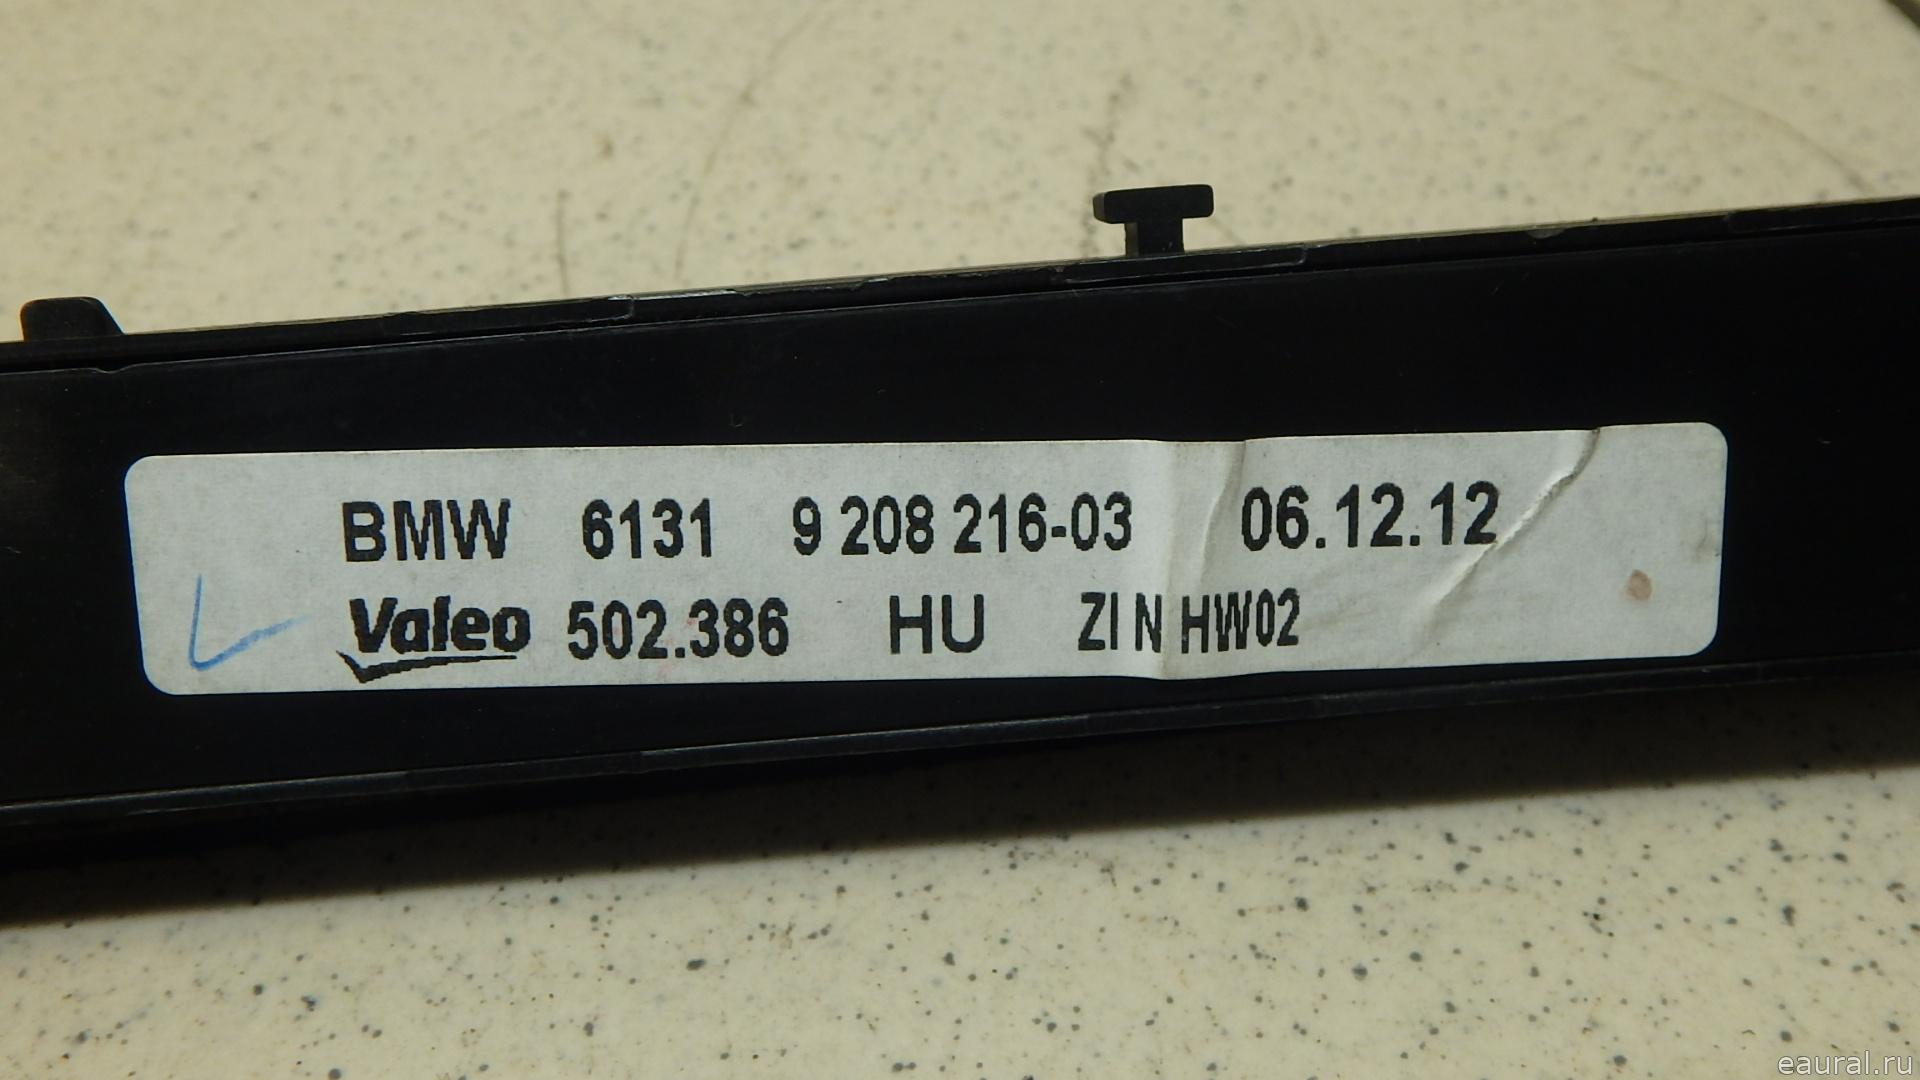 BMW 6131 9 208 216-03 06.12.12
Valeo 502.386 HU ZI N HW02
eaural.ru